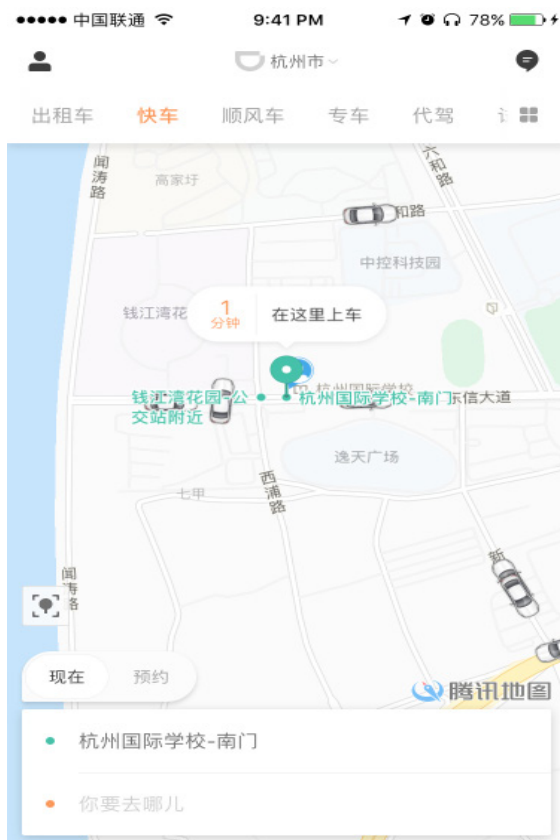 中国联通
9:41 PM
78%
杭州市
出租车
快车
顺风车
专车
代驾
闻涛路
高家圩
六和路
和路
中控科技园
钱江湾花
1
分钟
在这里上车
钱江湾花园-公
交站附近
杭州国际学校
杭州国际学校-南门
东信大道
逸天广场
七甲
西浦路
新
闻涛路
现在
预约
腾讯地图
杭州国际学校-南门
你要去哪儿